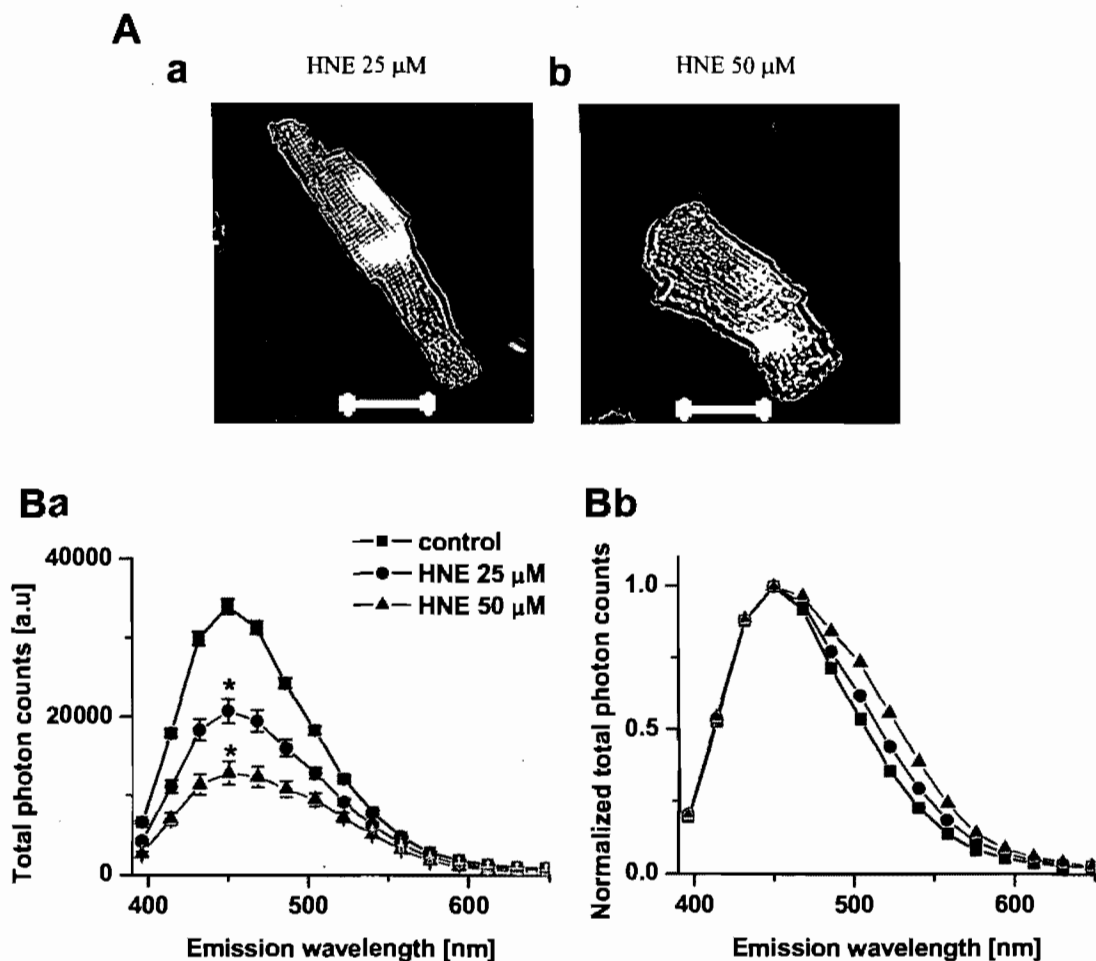 A
a HNE 25 μM b HNE 50 μM
Ba
Total photon counts [a.u]
40000
20000
0
400 500 600
Emission wavelength [nm]
control
HNE 25 μM
HNE 50 μM
*
*
Bb
Normalized total photon counts
1.0
0.5
0.0
400 500 600
Emission wavelength [nm]